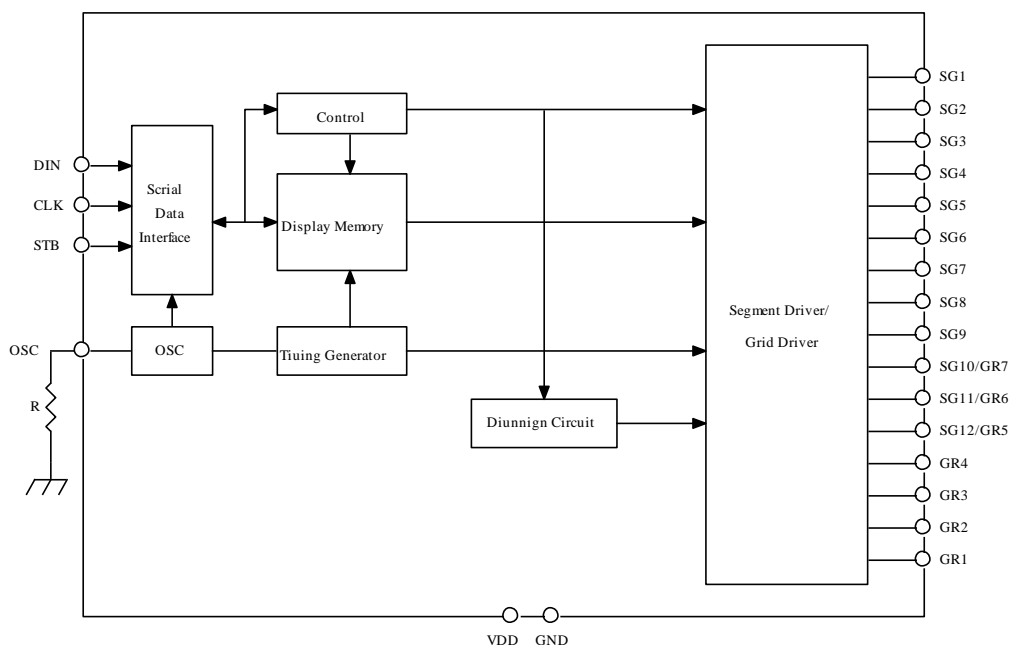 SG1
Control
SG2
SG3
DIN
Scrial
Data
Interface
SG4
CLK
Display Memory
SG5
STB
SG6
SG7
SG8
Segment Driver/
Grid Driver
SG9
OSC
OSC
Tiuing Generator
SG10/GR7
R
SG11/GR6
Diunnign Circuit
SG12/GR5
GR4
GR3
GR2
GR1
VDD GND